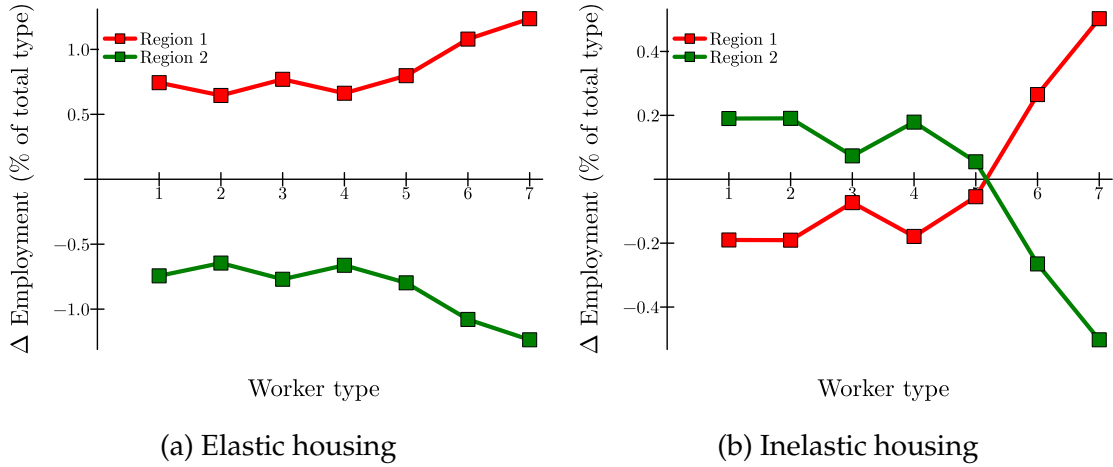 Δ Employment (% of total type)
1.0
0.5
−0.5
−1.0
Region 1
Region 2
1 2 3 4 5 6 7
Worker type
(a) Elastic housing
Δ Employment (% of total type)
0.4
0.2
−0.2
−0.4
Region 1
Region 2
1 2 3 4 5 6 7
Worker type
(b) Inelastic housing